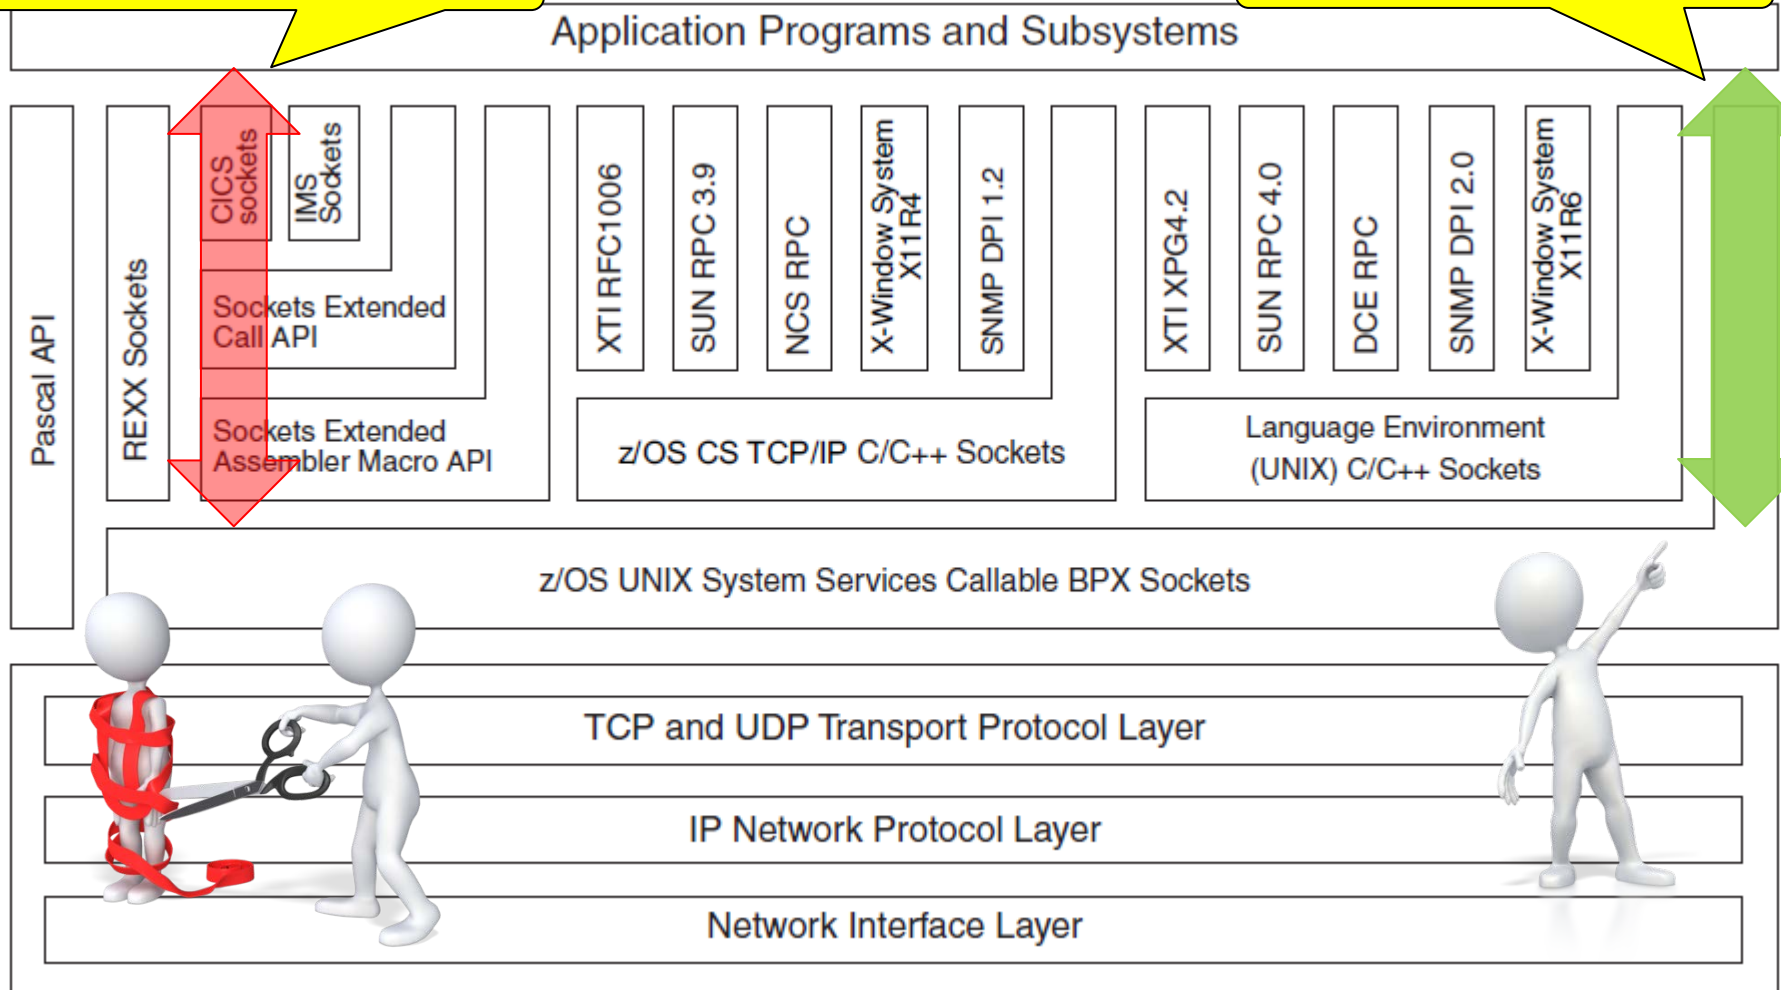 Application Programs and Subsystems
Pascal API
REXX Sockets
CICS
sockets
IMS
Sockets
Sockets Extended
Call API
Sockets Extended
Assembler Macro API
XTI RFC1006
SUN RPC 3.9
NCS RPC
X-Window System
X11R4
SNMP DPI 1.2
z/OS CS TCP/IP C/C++ Sockets
XTI XPG4.2
SUN RPC 4.0
DCE RPC
SNMP DPI 2.0
X-Window System
X11R6
Language Environment
(UNIX) C/C++ Sockets
z/OS UNIX System Services Callable BPX Sockets
TCP and UDP Transport Protocol Layer
IP Network Protocol Layer
Network Interface Layer